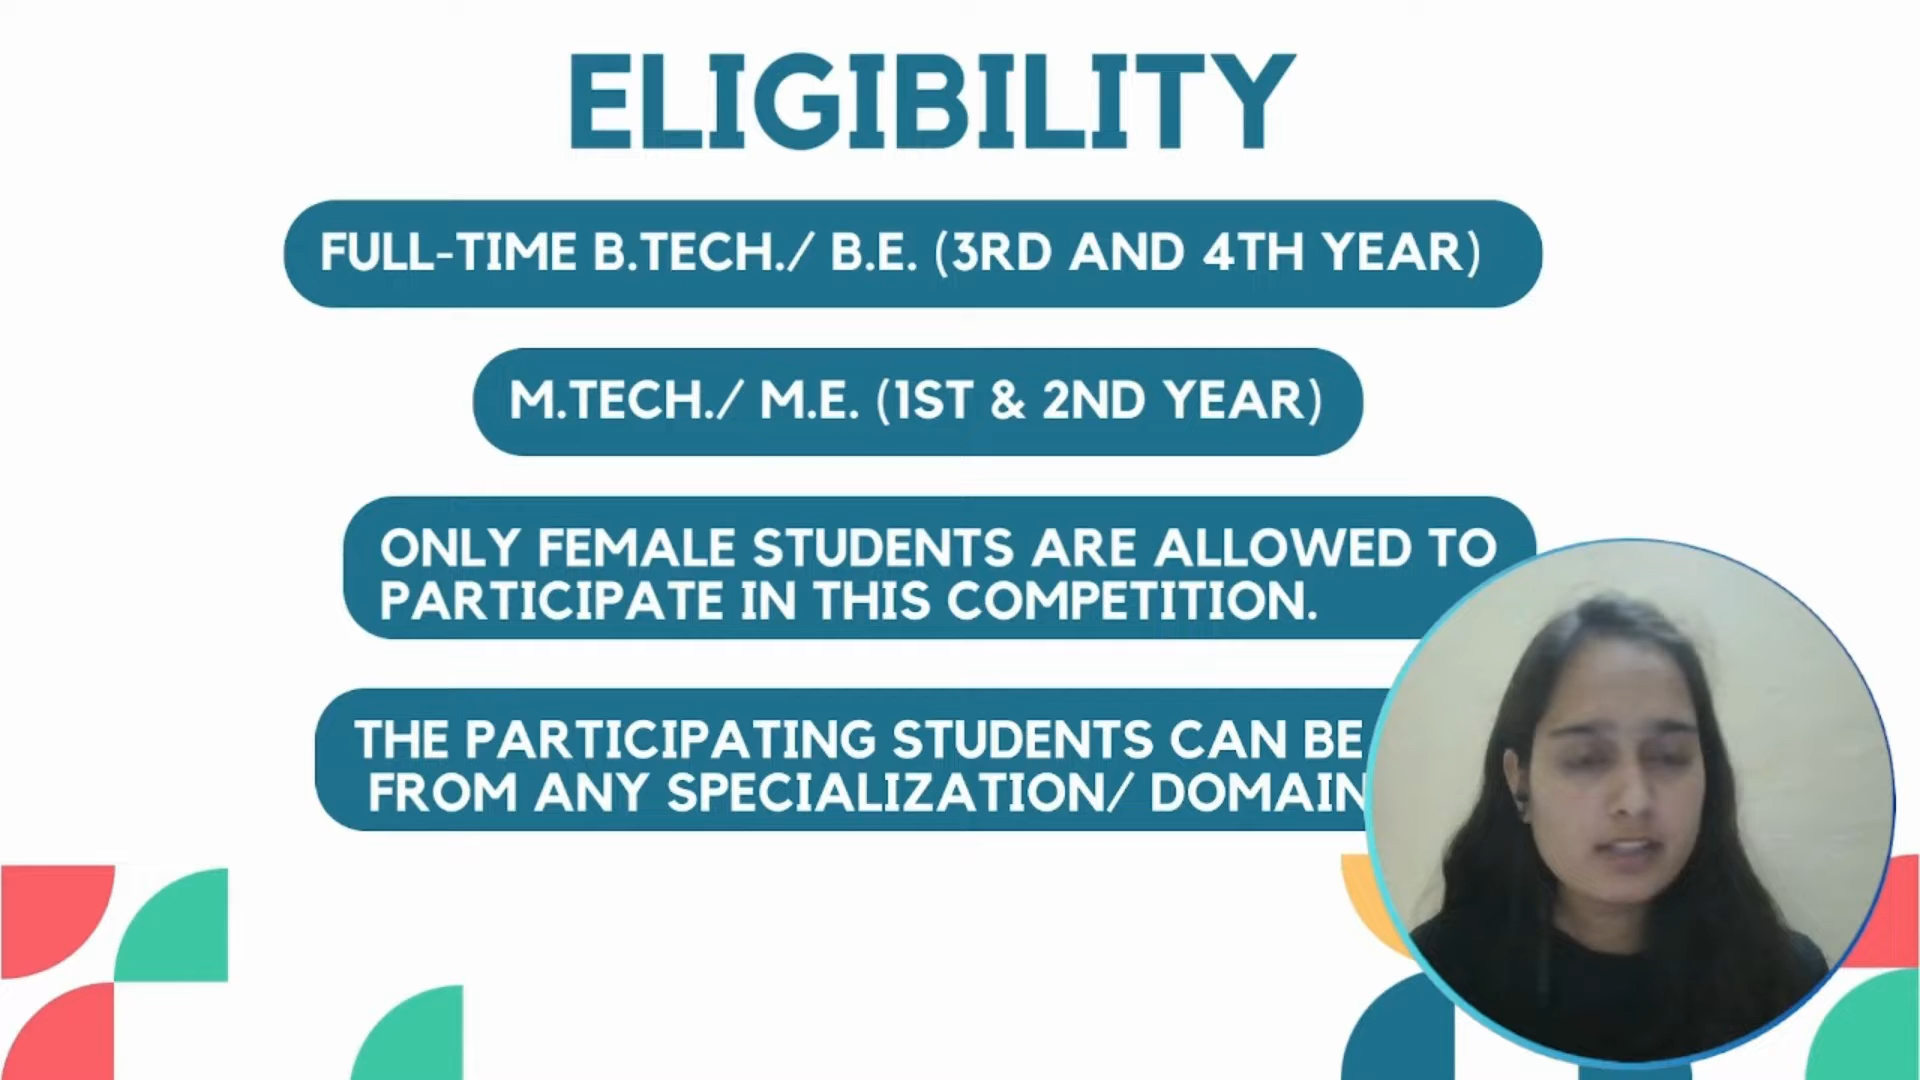 ELIGIBILITY
FULL-TIME B.TECH./ B.E. (3RD AND 4TH YEAR)
M.TECH./ M.E. (1ST & 2ND YEAR)
ONLY FEMALE STUDENTS ARE ALLOWED TO
PARTICIPATE IN THIS COMPETITION.
THE PARTICIPATING STUDENTS CAN BE
FROM ANY SPECIALIZATION/ DOMAIN